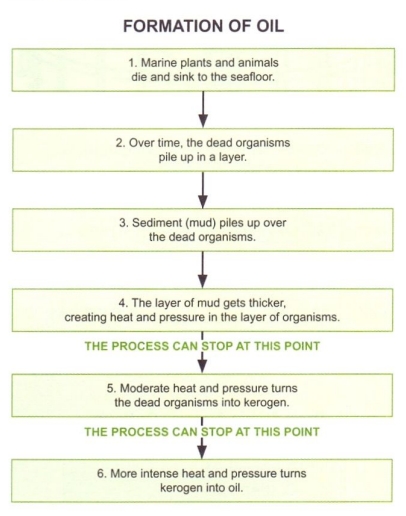 FORMATION OF OIL
1. Marine plants and animals
die and sink to the seafloor.
2. Over time, the dead organisms
pile up in a layer.
3. Sediment (mud) piles up over
the dead organisms.
4. The layer of mud gets thicker,
creating heat and pressure in the layer of organisms.
THE PROCESS CAN STOP AT THIS POINT
5. Moderate heat and pressure turns
the dead organisms into kerogen.
THE PROCESS CAN STOP AT THIS POINT
6. More intense heat and pressure turns
kerogen into oil.